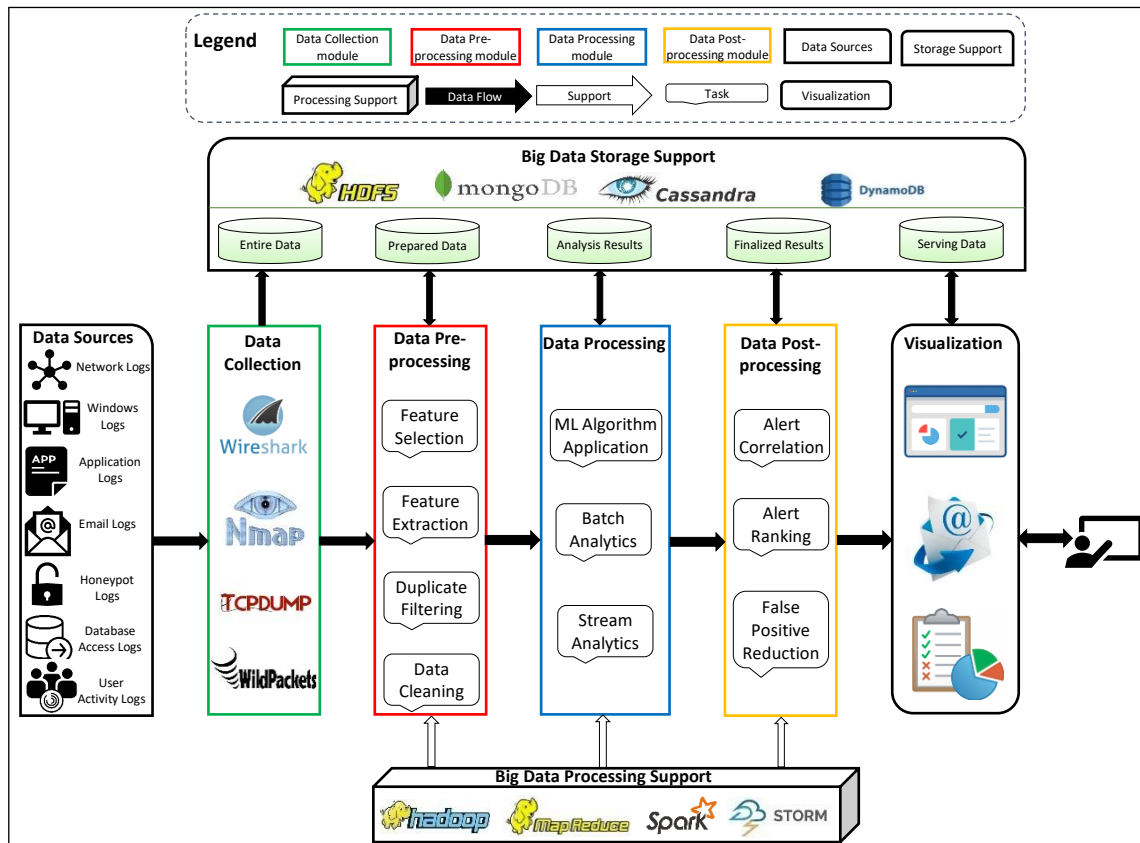 Legend
Data Collection
module
Data Pre-
processing module
Data Processing
module
Data Post-
processing module
Data Sources
Storage Support
Processing Support
Data Flow
Support
Task
Visualization
Big Data Storage Support
HDFS
mongoDB
Cassandra
DynamoDB
Entire Data
Prepared Data
Analysis Results
Finalized Results
Serving Data
Data Sources
Network Logs
Windows
Logs
APP
Application
Logs
@
Email Logs
Honeypot
Logs
Database
Access Logs
User
Activity Logs
Data
Collection
Wireshark
Nmap
TCPDUMP
WildPackets
Data Pre-
processing
Feature
Selection
Feature
Extraction
Duplicate
Filtering
Data
Cleaning
Data Processing
ML Algorithm
Application
Batch
Analytics
Stream
Analytics
Data Post-
processing
Alert
Correlation
Alert
Ranking
False
Positive
Reduction
Visualization
@
Big Data Processing Support
hadoop
Map Reduce
Spark
STORM